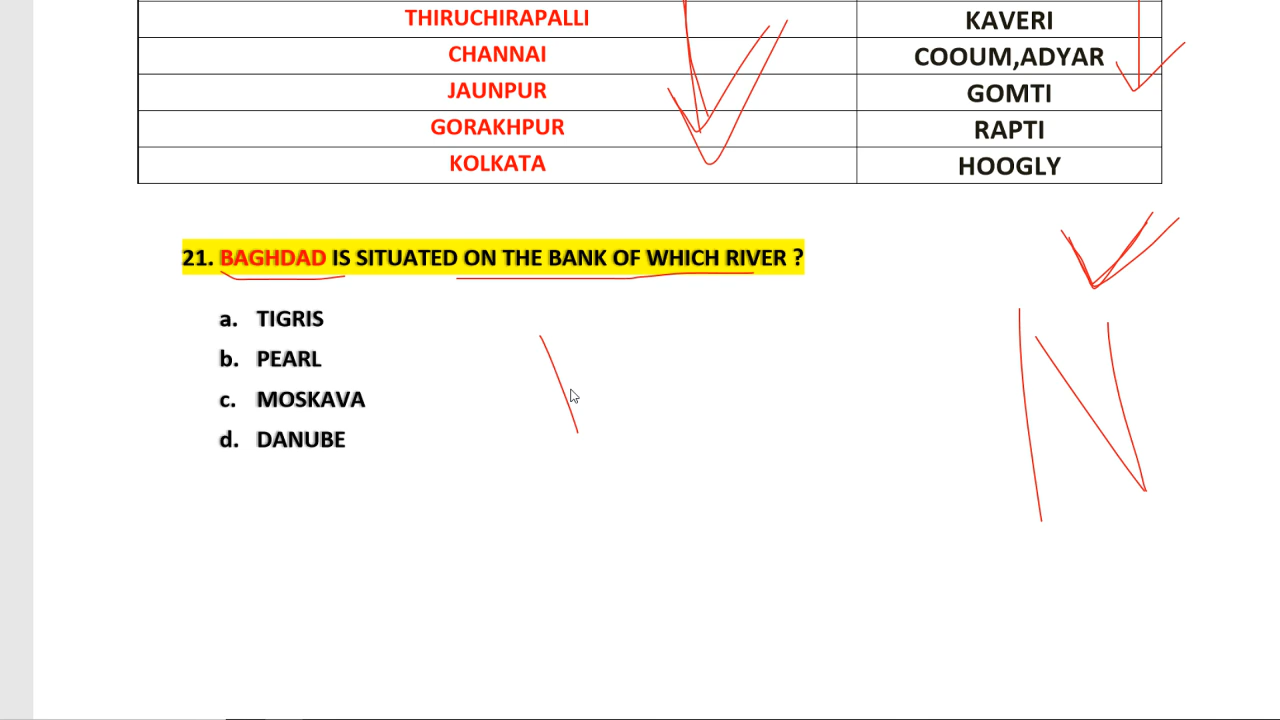 THIRUCHIRAPALLI KAVERI
CHANNAI COOUM,ADYAR
JAUNPUR GOMTI
GORAKHPUR RAPTI
KOLKATA HOOGLY
21. BAGHDAD IS SITUATED ON THE BANK OF WHICH RIVER ?
a. TIGRIS
b. PEARL
c. MOSKAVA
d. DANUBE